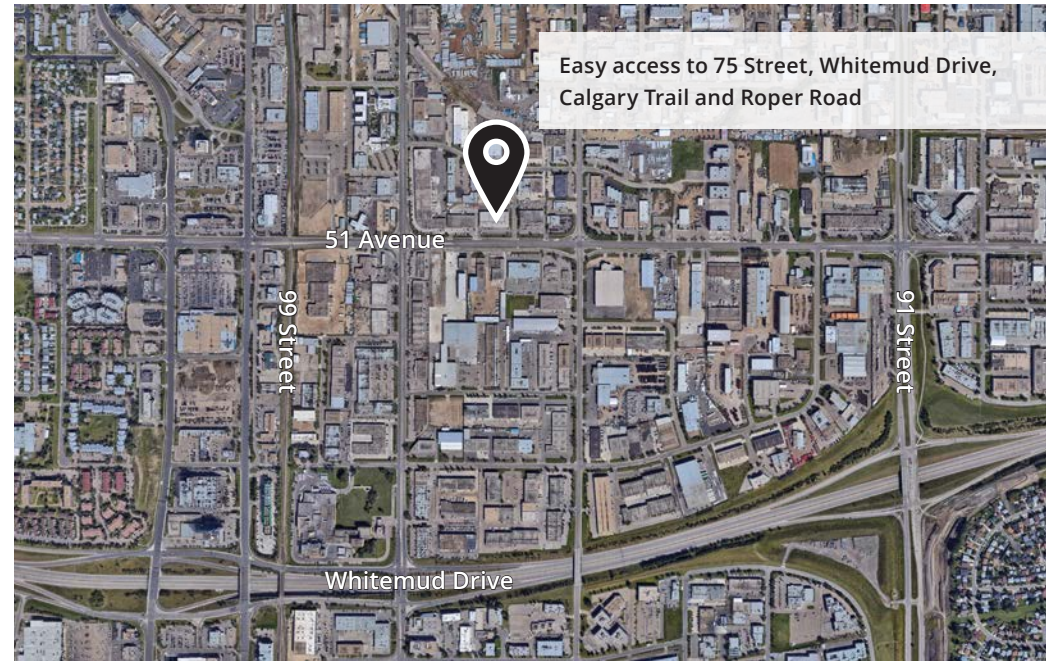 Easy access to 75 Street, Whitemud Drive,
Calgary Trail and Roper Road
51 Avenue
99 Street
91 Street
Whitemud Drive